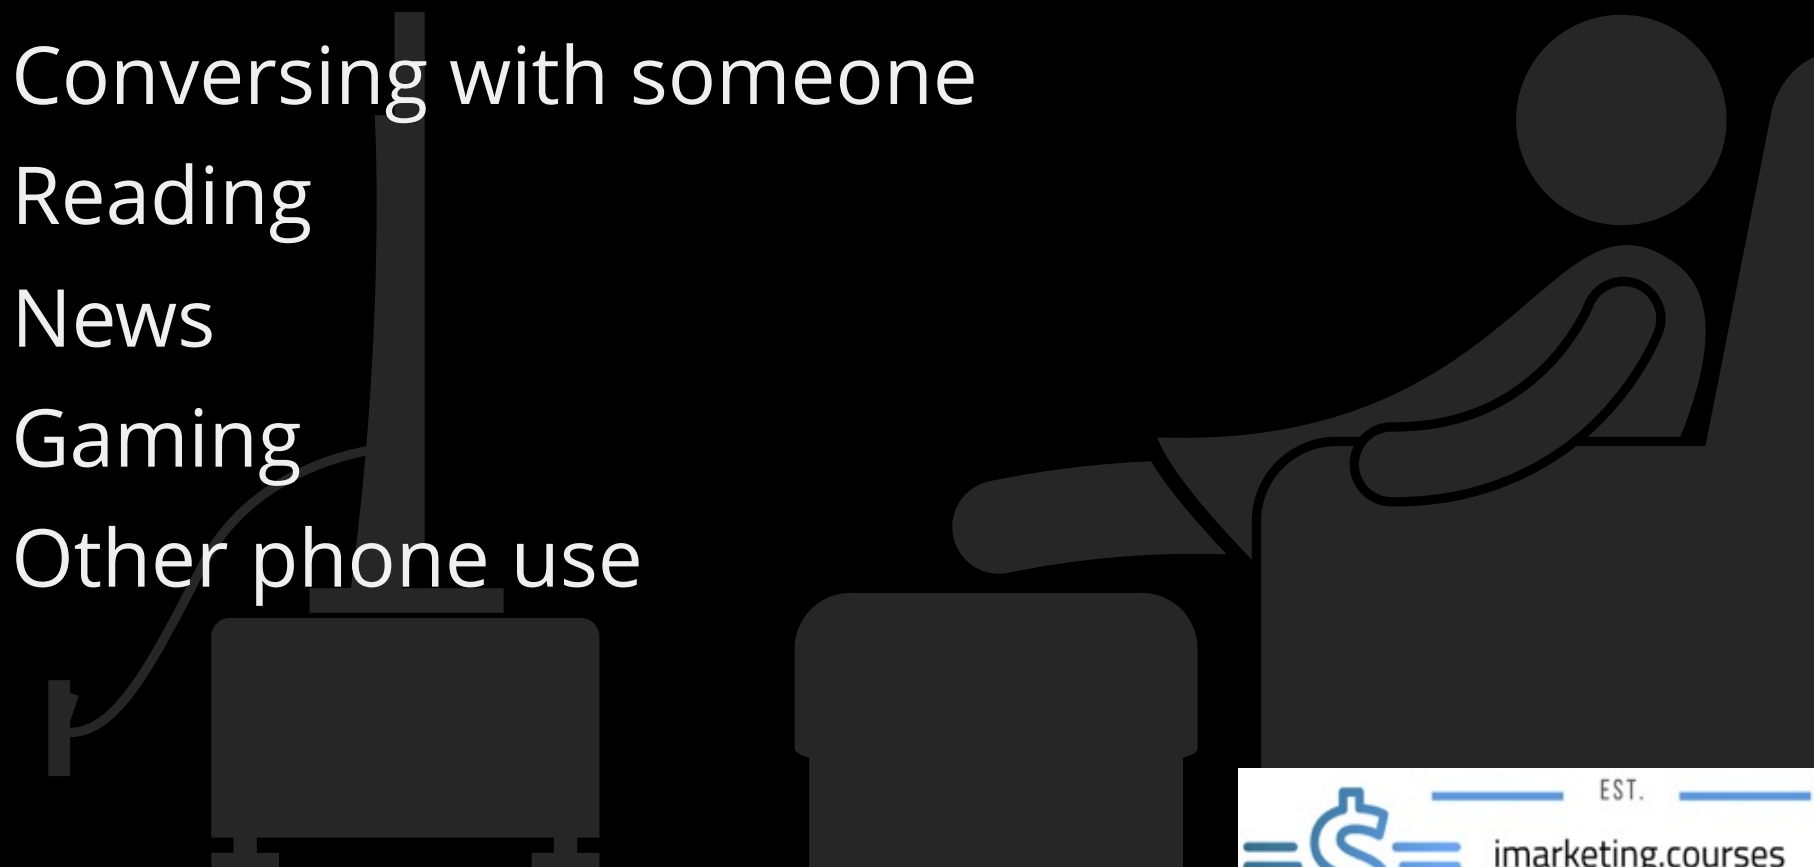 Conversing with someone
Reading
News
Gaming
Other phone use
EST.
imarketing.courses